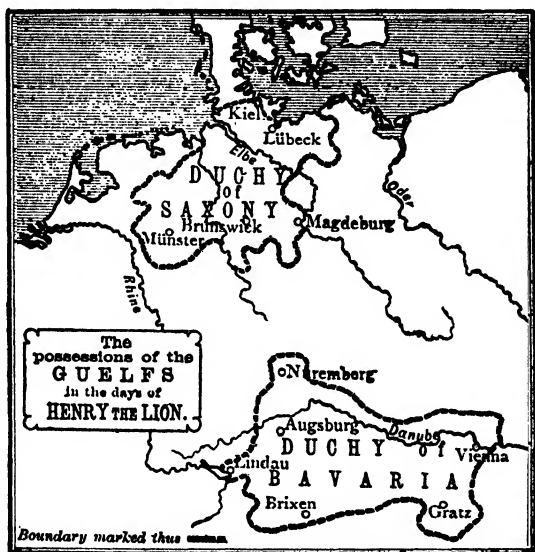 Kiel
Lübeck
Elbe
DUCHY
of
SAXONY
Brunswick
Münster
Magdeburg
Oder
Rhine
The
possessions of the
GUELFS
in the days of
HENRY THE LION.
Nuremberg
Augsburg
Danube
DUCHY of
Vienna
Lindau
BAVARIA
Brixen
Gratz
Boundary marked thus